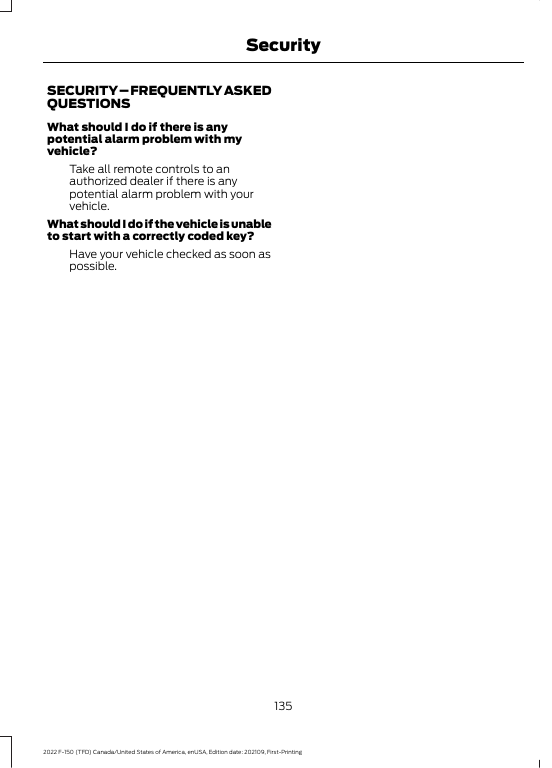 Security
SECURITY – FREQUENTLY ASKED
QUESTIONS
What should I do if there is any
potential alarm problem with my
vehicle?
Take all remote controls to an
authorized dealer if there is any
potential alarm problem with your
vehicle.
What should I do if the vehicle is unable
to start with a correctly coded key?
Have your vehicle checked as soon as
possible.
135
2022 F-150 (TFD) Canada/United States of America, enUSA, Edition date: 202109, First-Printing